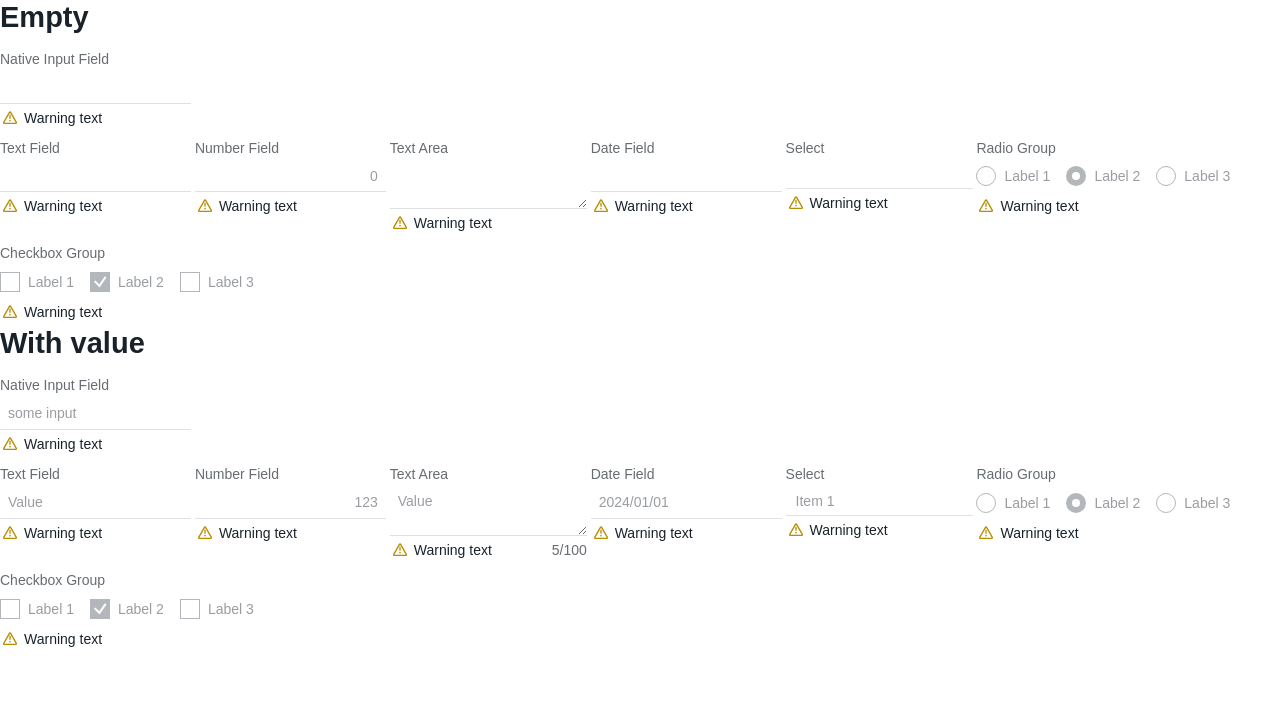 Empty
Native Input Field
Warning text
Text Field Number Field Text Area Date Field Select Radio Group
0 Label 1 Label 2 Label 3
Warning text Warning text Warning text Warning text Warning text Warning text
Checkbox Group
Label 1 Label 2 Label 3
Warning text
With value
Native Input Field
some input
Warning text
Text Field Number Field Text Area Date Field Select Radio Group
Value 123 Value 2024/01/01 Item 1 Label 1 Label 2 Label 3
Warning text Warning text Warning text 5/100 Warning text Warning text Warning text
Checkbox Group
Label 1 Label 2 Label 3
Warning text